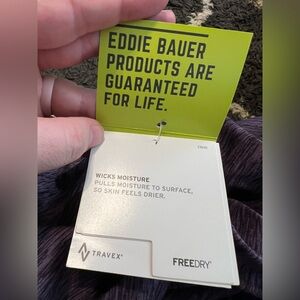 EDDIE BAUER
PRODUCTS ARE
GUARANTEED
FOR LIFE.
WICKS MOISTURE
PULLS MOISTURE TO SURFACE,
SO SKIN FEELS DRIER.
TRAVEX®
FREEDRY®